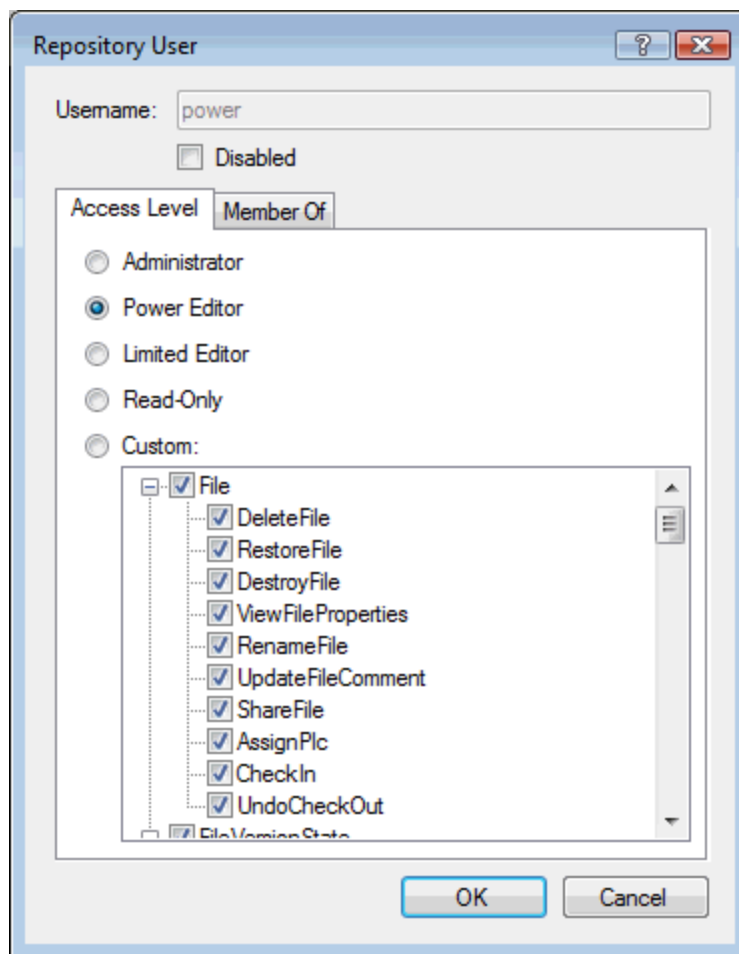 Repository User
Username: power
Disabled
Access Level Member Of
Administrator
Power Editor
Limited Editor
Read-Only
Custom:
File
DeleteFile
RestoreFile
DestroyFile
ViewFileProperties
RenameFile
UpdateFileComment
ShareFile
AssignPlc
CheckIn
UndoCheckOut
FileVersionState
OK Cancel